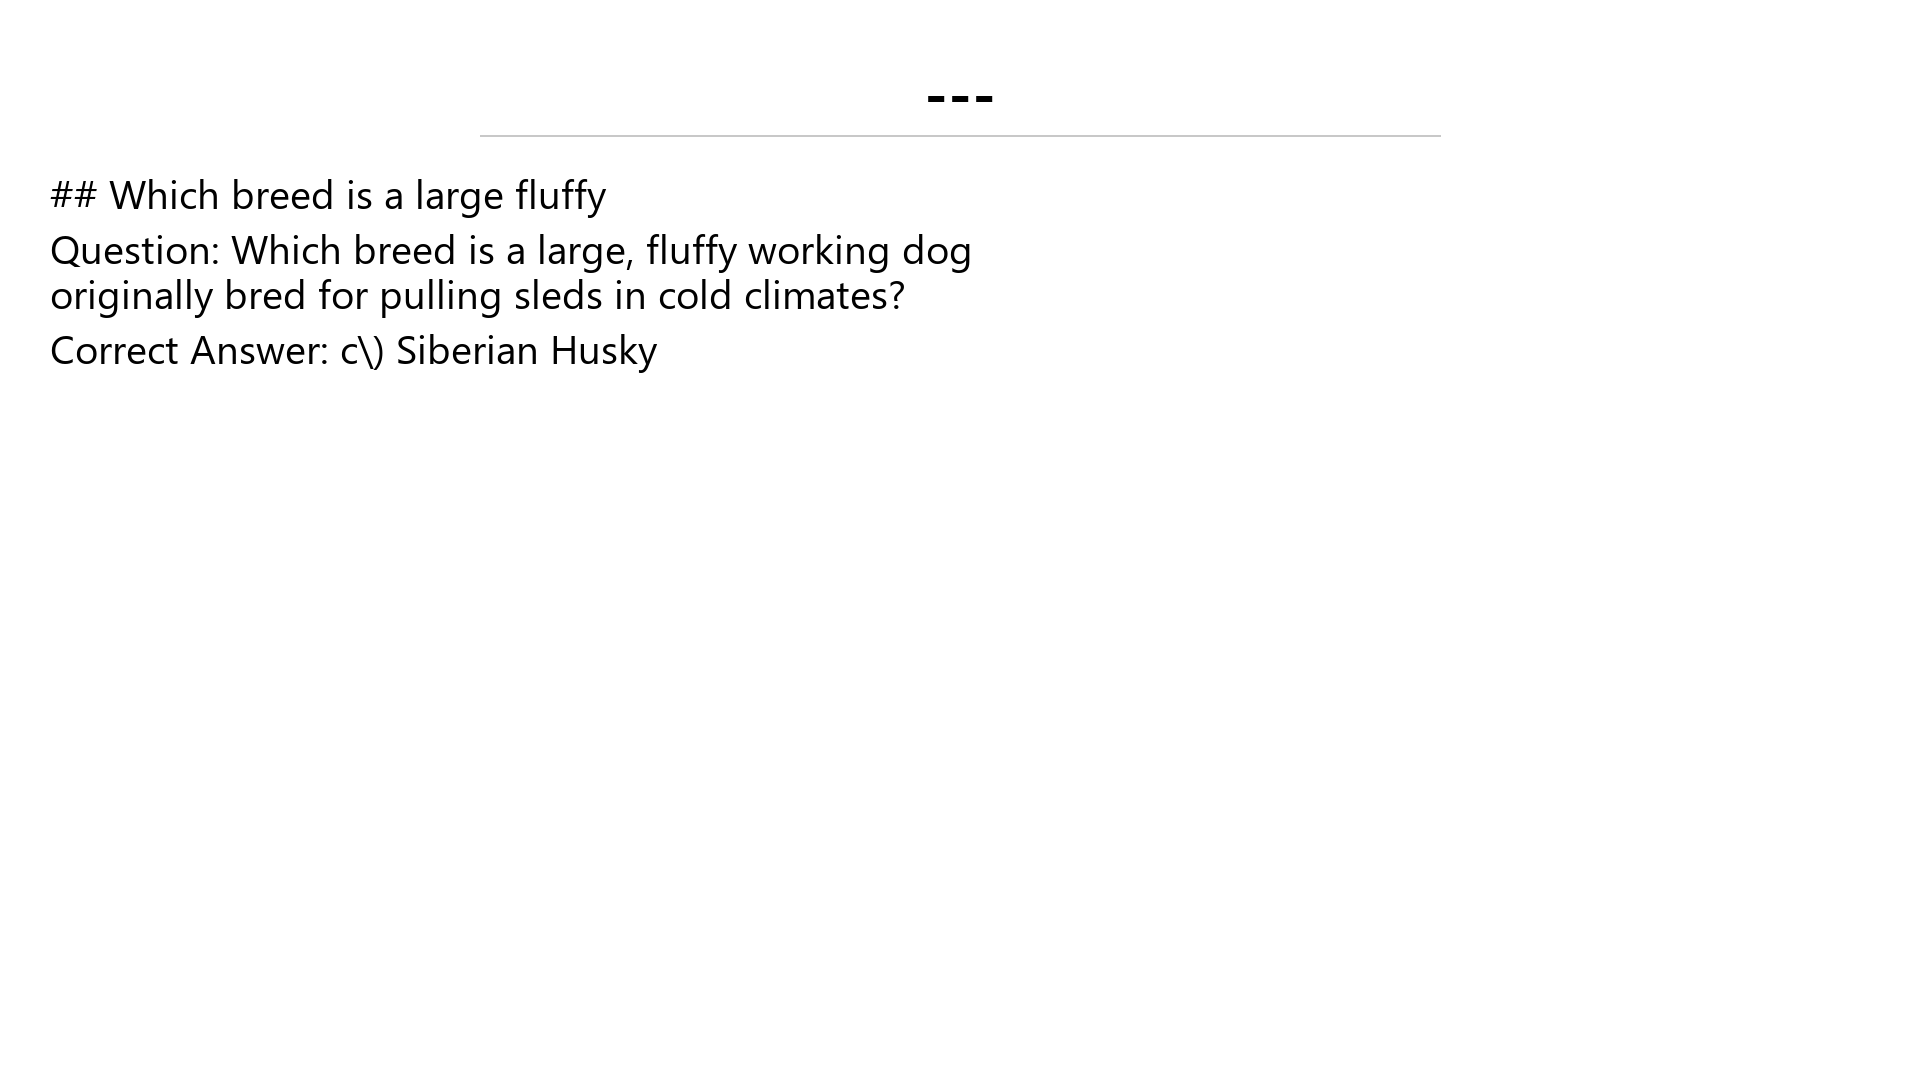 ---
## Which breed is a large fluffy
Question: Which breed is a large, fluffy working dog
originally bred for pulling sleds in cold climates?
Correct Answer: c\) Siberian Husky